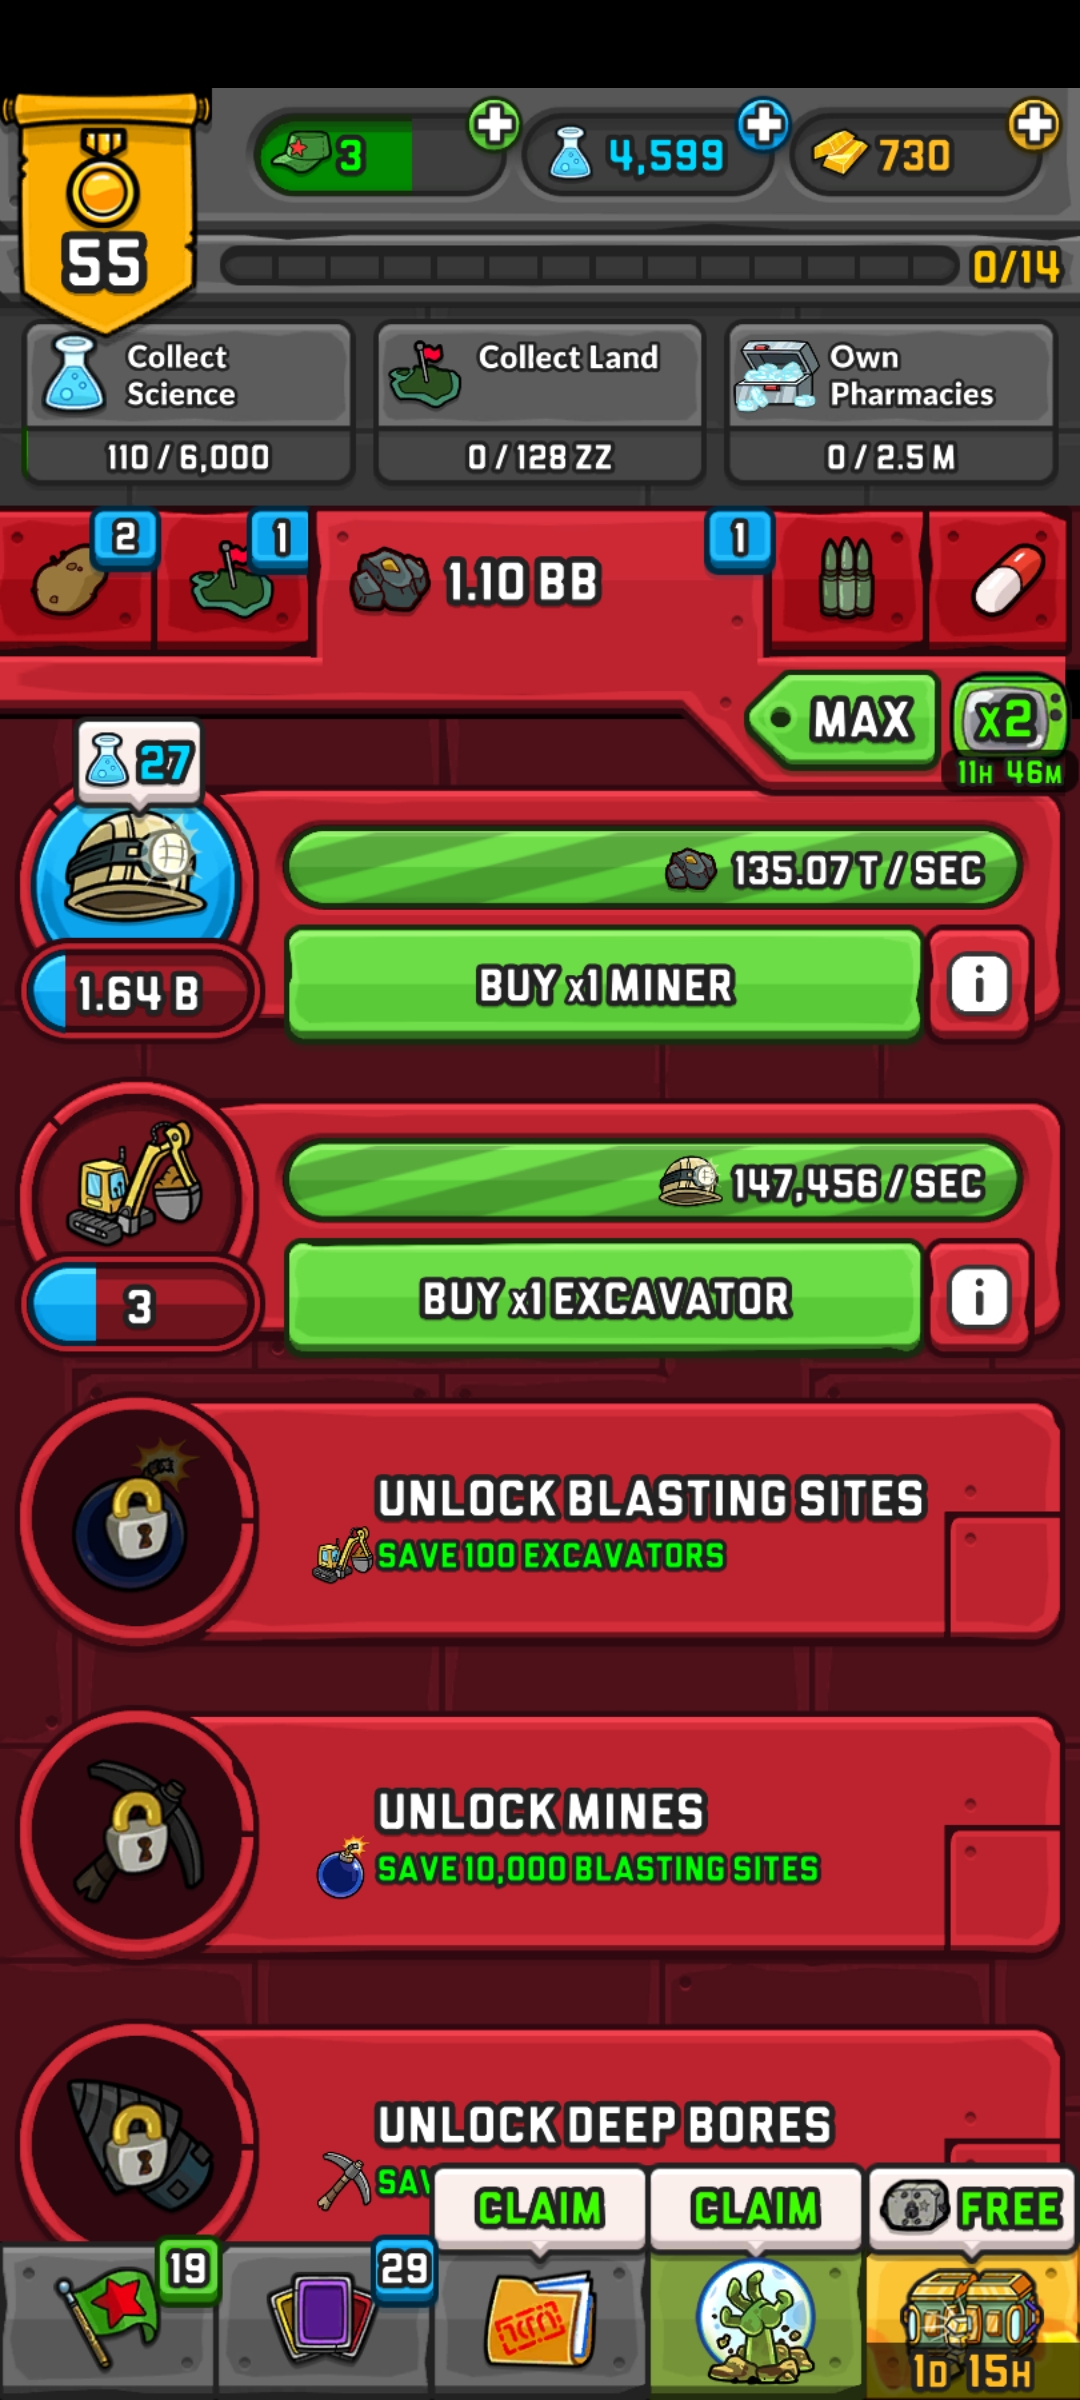 3
4,599
730
55
0/14
Collect
Science
Collect Land
Own
Pharmacies
110 / 6,000
0 / 128 ZZ
0 / 2.5 M
2
1
1.10 BB
1
MAX
x2
11H 46M
27
135.07 T / SEC
1.64 B
BUY x1 MINER
i
147,456 / SEC
3
BUY x1 EXCAVATOR
i
UNLOCK BLASTING SITES
SAVE 100 EXCAVATORS
UNLOCK MINES
SAVE 10,000 BLASTING SITES
UNLOCK DEEP BORES
CLAIM
CLAIM
FREE
19
29
1D 15H